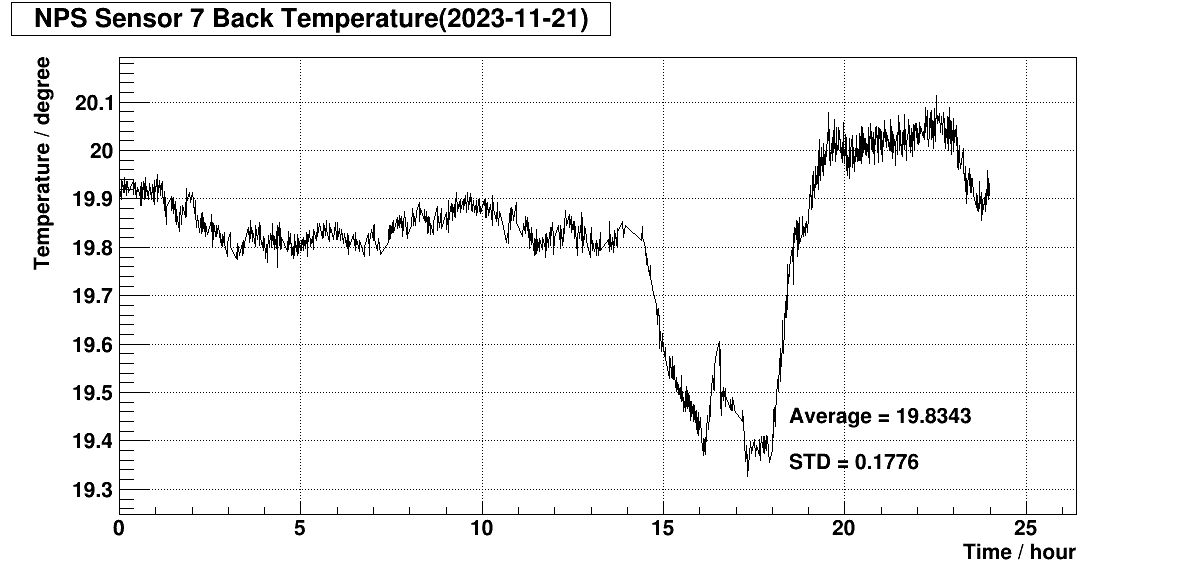 NPS Sensor 7 Back Temperature(2023-11-21)
Temperature / degree
20.1
20
19.9
19.8
19.7
19.6
19.5
19.4
19.3
Average = 19.8343
STD = 0.1776
0 5 10 15 20 25
Time / hour